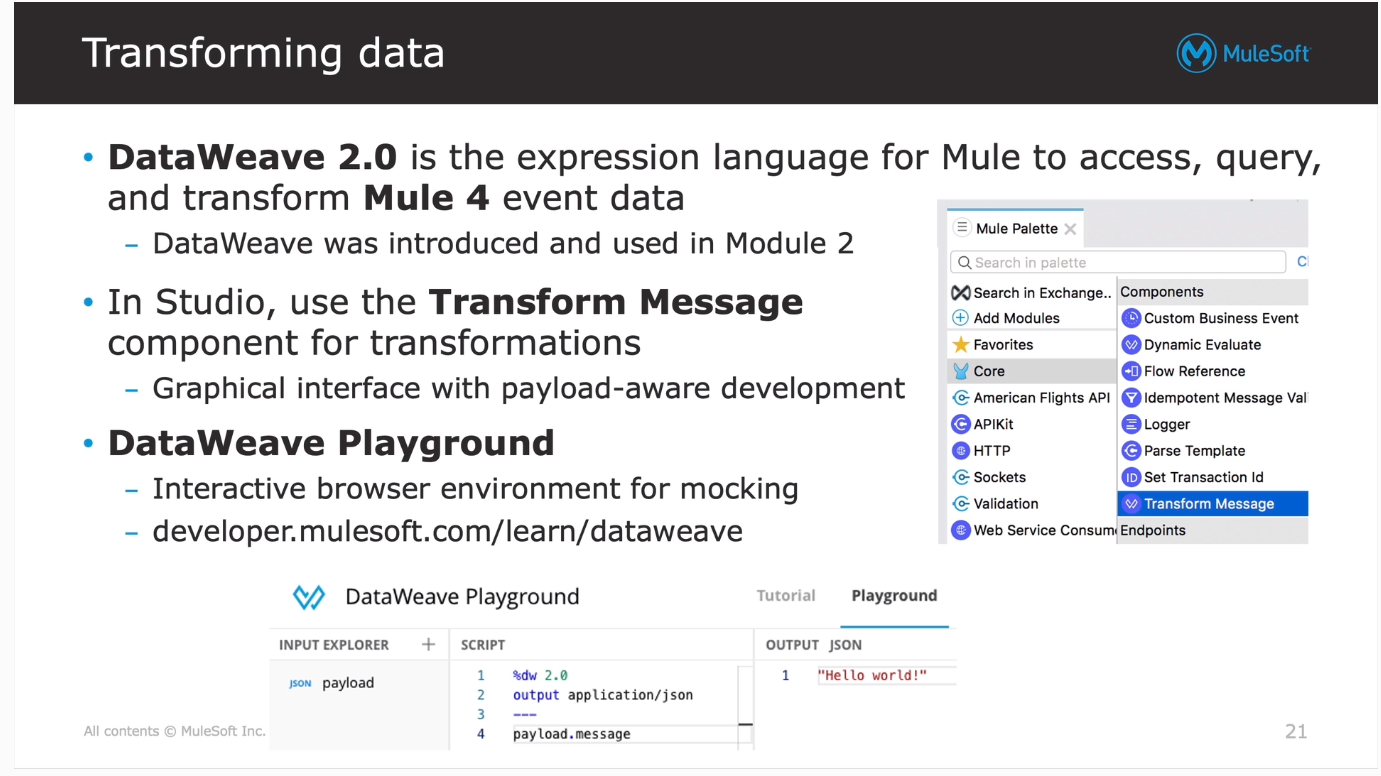 Transforming data
MuleSoft
• DataWeave 2.0 is the expression language for Mule to access, query,
and transform Mule 4 event data
– DataWeave was introduced and used in Module 2
• In Studio, use the Transform Message
component for transformations
– Graphical interface with payload-aware development
• DataWeave Playground
– Interactive browser environment for mocking
– developer.mulesoft.com/learn/dataweave
Mule Palette
Search in palette
Cl
Search in Exchange..
Add Modules
Favorites
Core
American Flights API
APIKit
HTTP
Sockets
Validation
Web Service Consum
Components
Custom Business Event
Dynamic Evaluate
Flow Reference
Idempotent Message Val
Logger
Parse Template
ID Set Transaction Id
Transform Message
Endpoints
DataWeave Playground
Tutorial Playground
INPUT EXPLORER +
JSON payload
SCRIPT
1 %dw 2.0
2 output application/json
3 ---
4 payload.message
OUTPUT JSON
1 "Hello world!"
All contents © MuleSoft Inc.
21